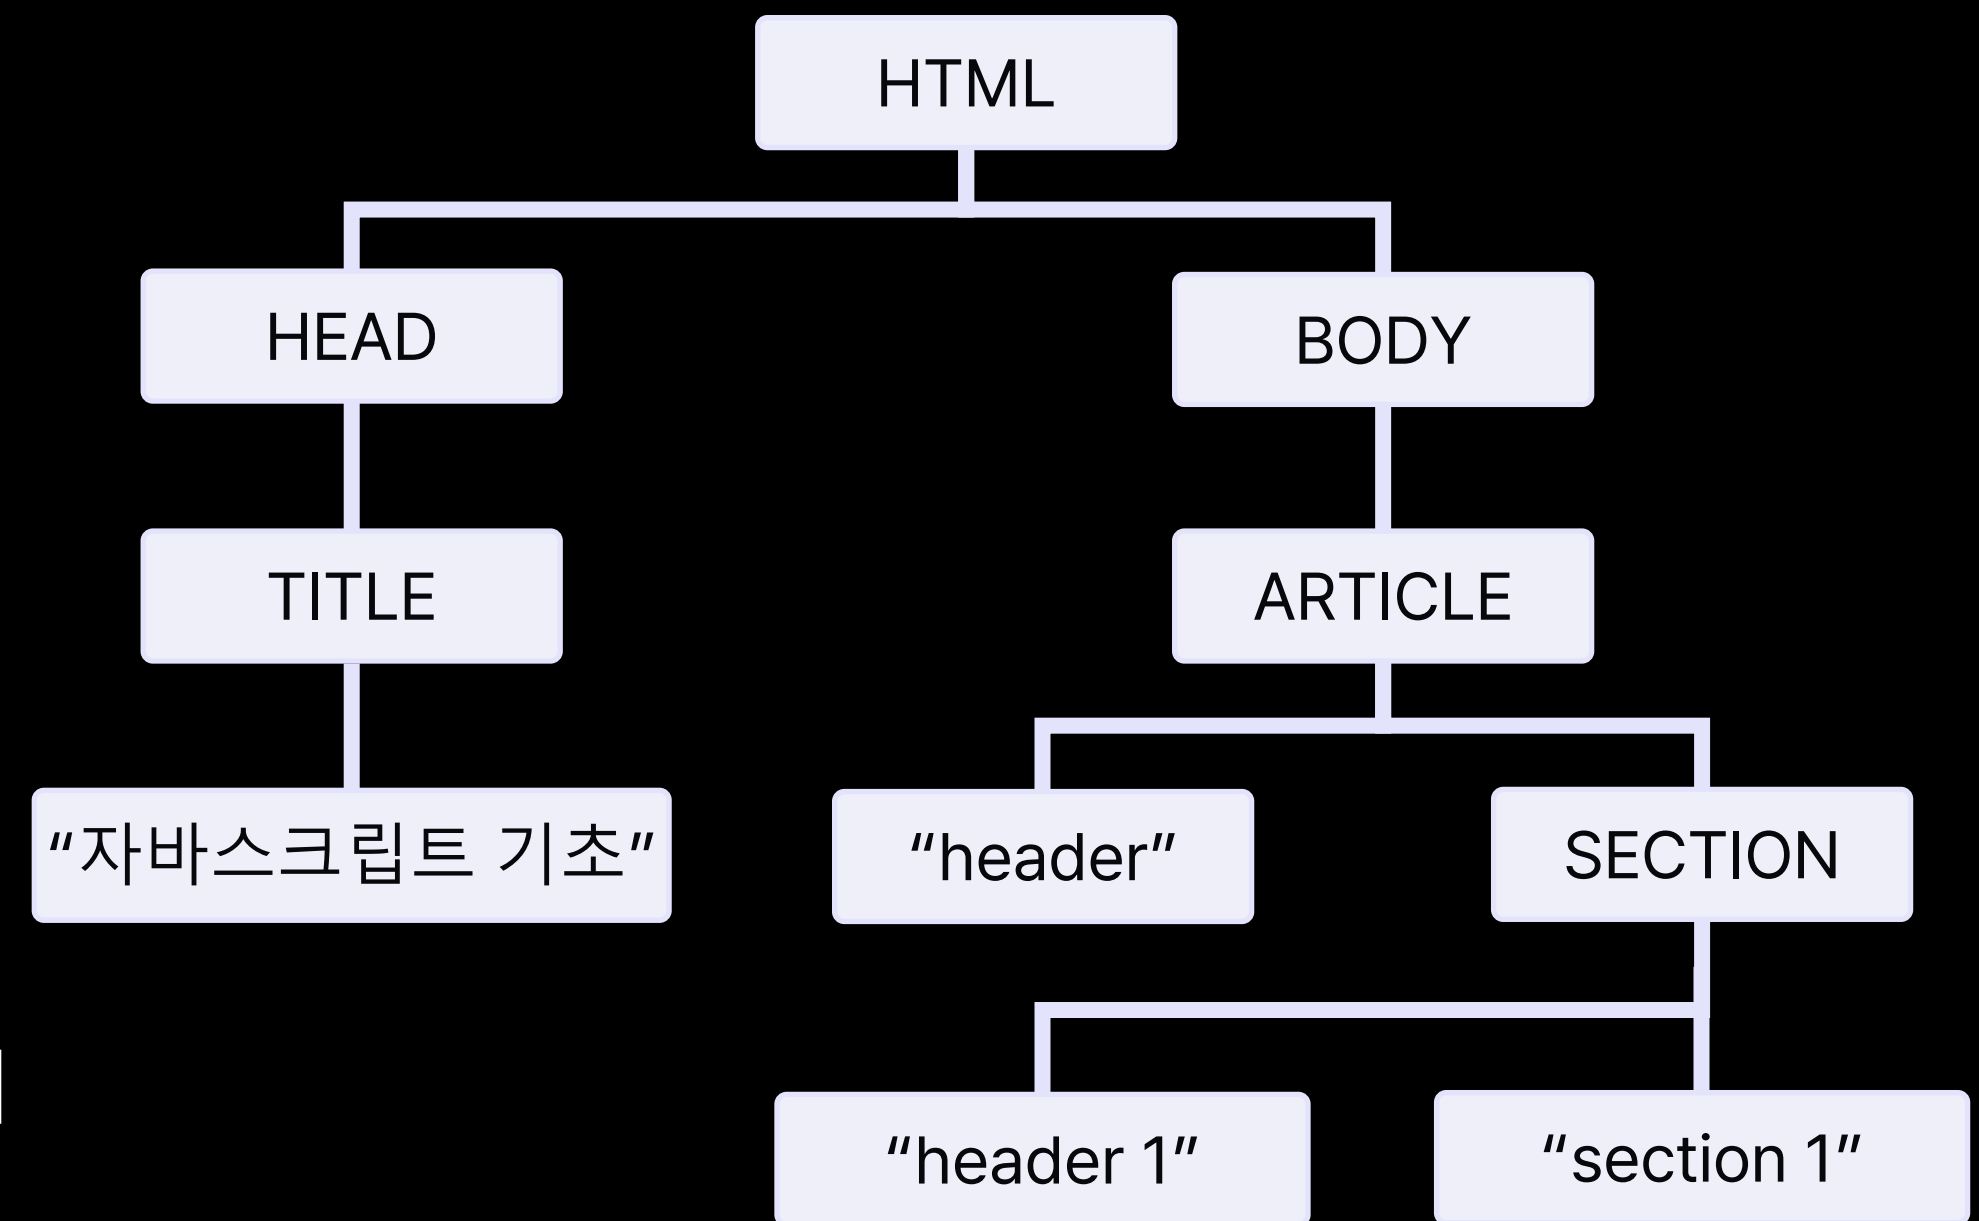 HTML
HEAD
BODY
TITLE
ARTICLE
“자바스크립트 기초”
“header”
SECTION
“header 1”
“section 1”